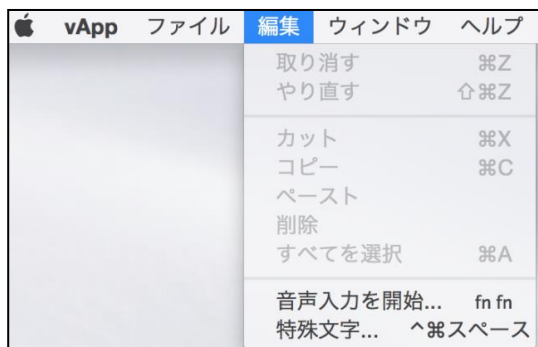 vApp ファイル 編集 ウィンドウ ヘルプ
取り消す ⌘Z
やり直す ⇧⌘Z
カット ⌘X
コピー ⌘C
ペースト
削除
すべてを選択 ⌘A
音声入力を開始... fn fn
特殊文字... ^⌘スペース